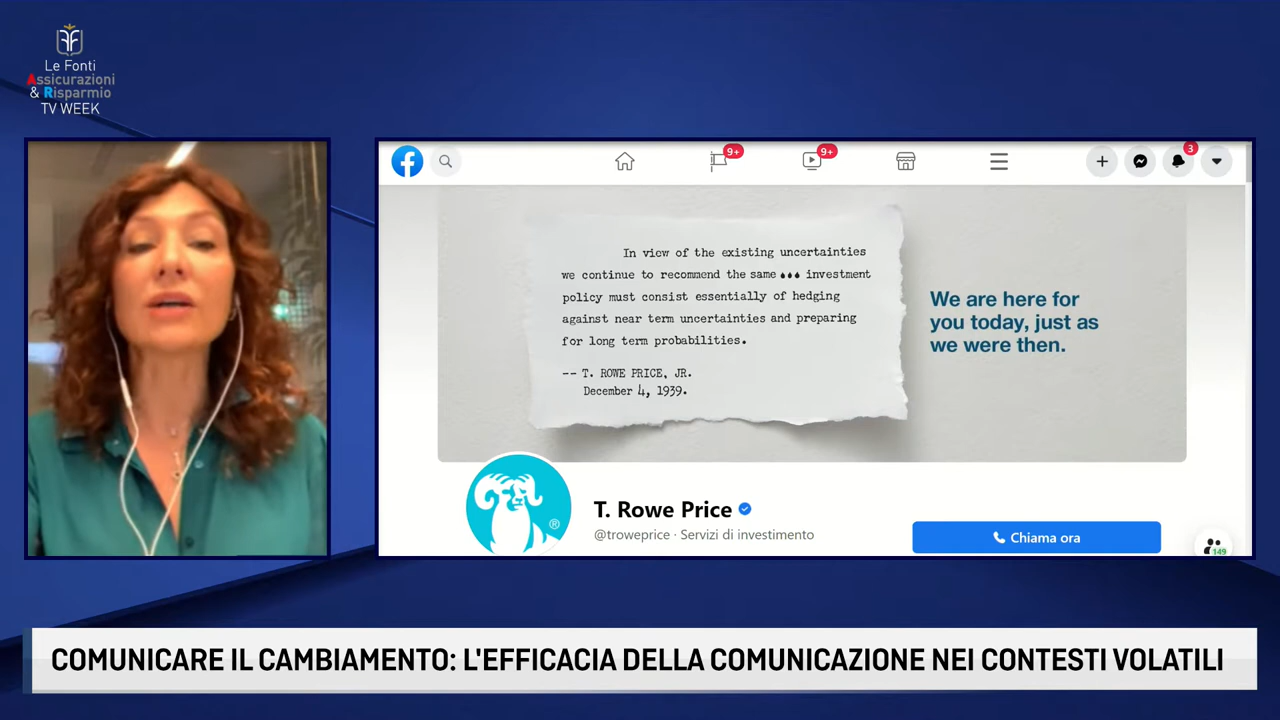 Le Fonti
Assicurazioni
& Risparmio
TV WEEK
9+
9+
3
In view of the existing uncertainties
we continue to recommend the same ... investment
policy must consist essentially of hedging
against near term uncertainties and preparing
for long term probabilities.
-- T. ROWE PRICE, JR.
December 4, 1939.
We are here for
you today, just as
we were then.
®
T. Rowe Price
@troweprice · Servizi di investimento
Chiama ora
149
COMUNICARE IL CAMBIAMENTO: L'EFFICACIA DELLA COMUNICAZIONE NEI CONTESTI VOLATILI